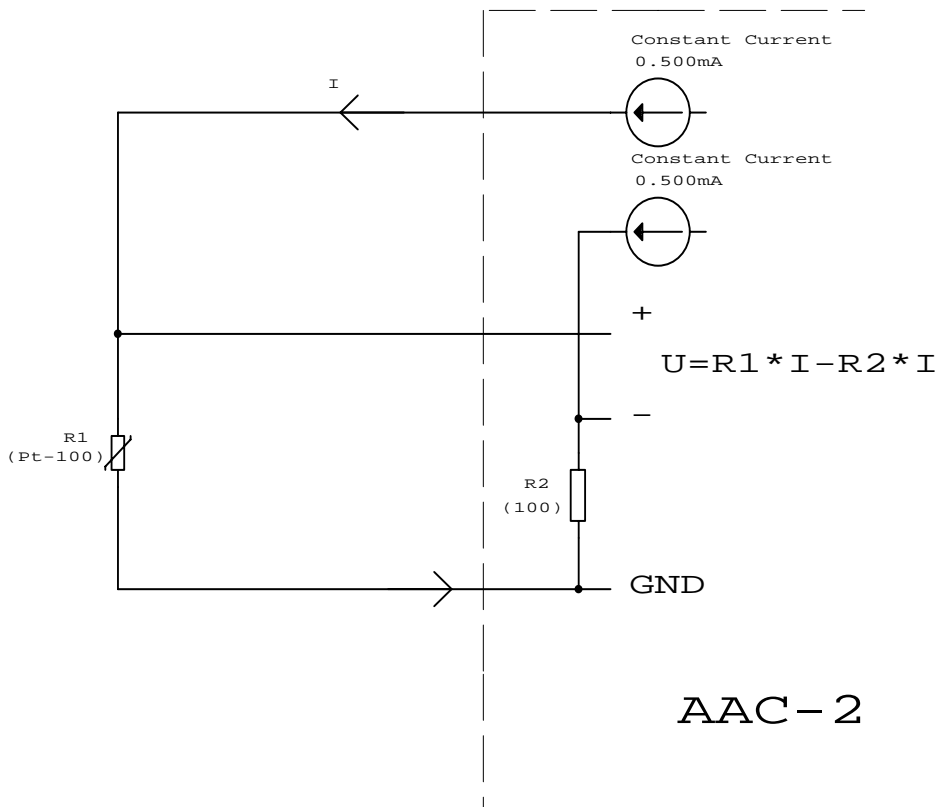 Constant Current
0.500mA
I
Constant Current
0.500mA
+
U=R1*I-R2*I
-
R1
(Pt-100)
R2
(100)
GND
AAC-2